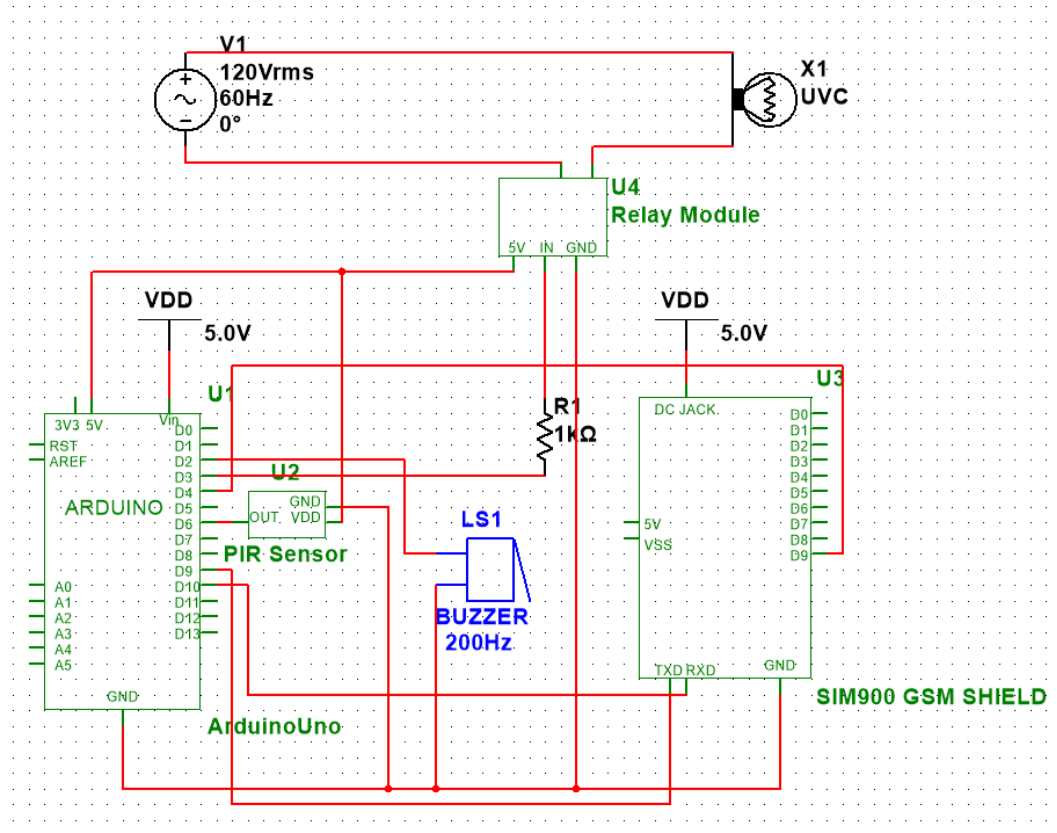 V1
120Vrms
60Hz
0°
X1
UVC
U4
Relay Module
5V IN GND
VDD
5.0V
VDD
5.0V
U1
3V3 5V Vin
RST
AREF
ARDUINO
D0
D1
D2
D3
D4
D5
D6
D7
D8
D9
D10
D11
D12
D13
A0
A1
A2
A3
A4
A5
GND
ArduinoUno
U2
GND
OUT VDD
PIR Sensor
R1
1kΩ
LS1
BUZZER
200Hz
U3
DC JACK
D0
D1
D2
D3
D4
D5
D6
D7
D8
D9
5V
VSS
TXD RXD GND
SIM900 GSM SHIELD